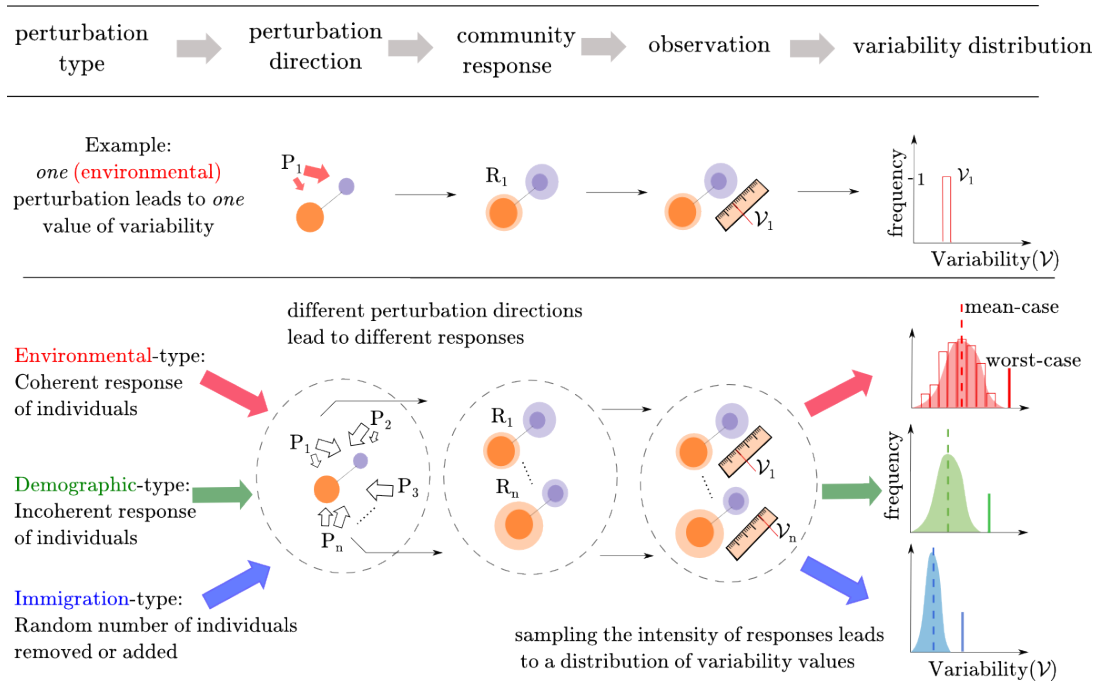 perturbation type
perturbation direction
community response
observation
variability distribution
Example:
one (environmental)
perturbation leads to one
value of variability
P1
R1
𝒱1
frequency
1
𝒱1
Variability(𝒱)
different perturbation directions
lead to different responses
Environmental-type:
Coherent response
of individuals
Demographic-type:
Incoherent response
of individuals
Immigration-type:
Random number of individuals
removed or added
P1
P2
P3
Pn
R1
Rn
𝒱1
𝒱n
sampling the intensity of responses leads
to a distribution of variability values
mean-case
worst-case
frequency
Variability(𝒱)